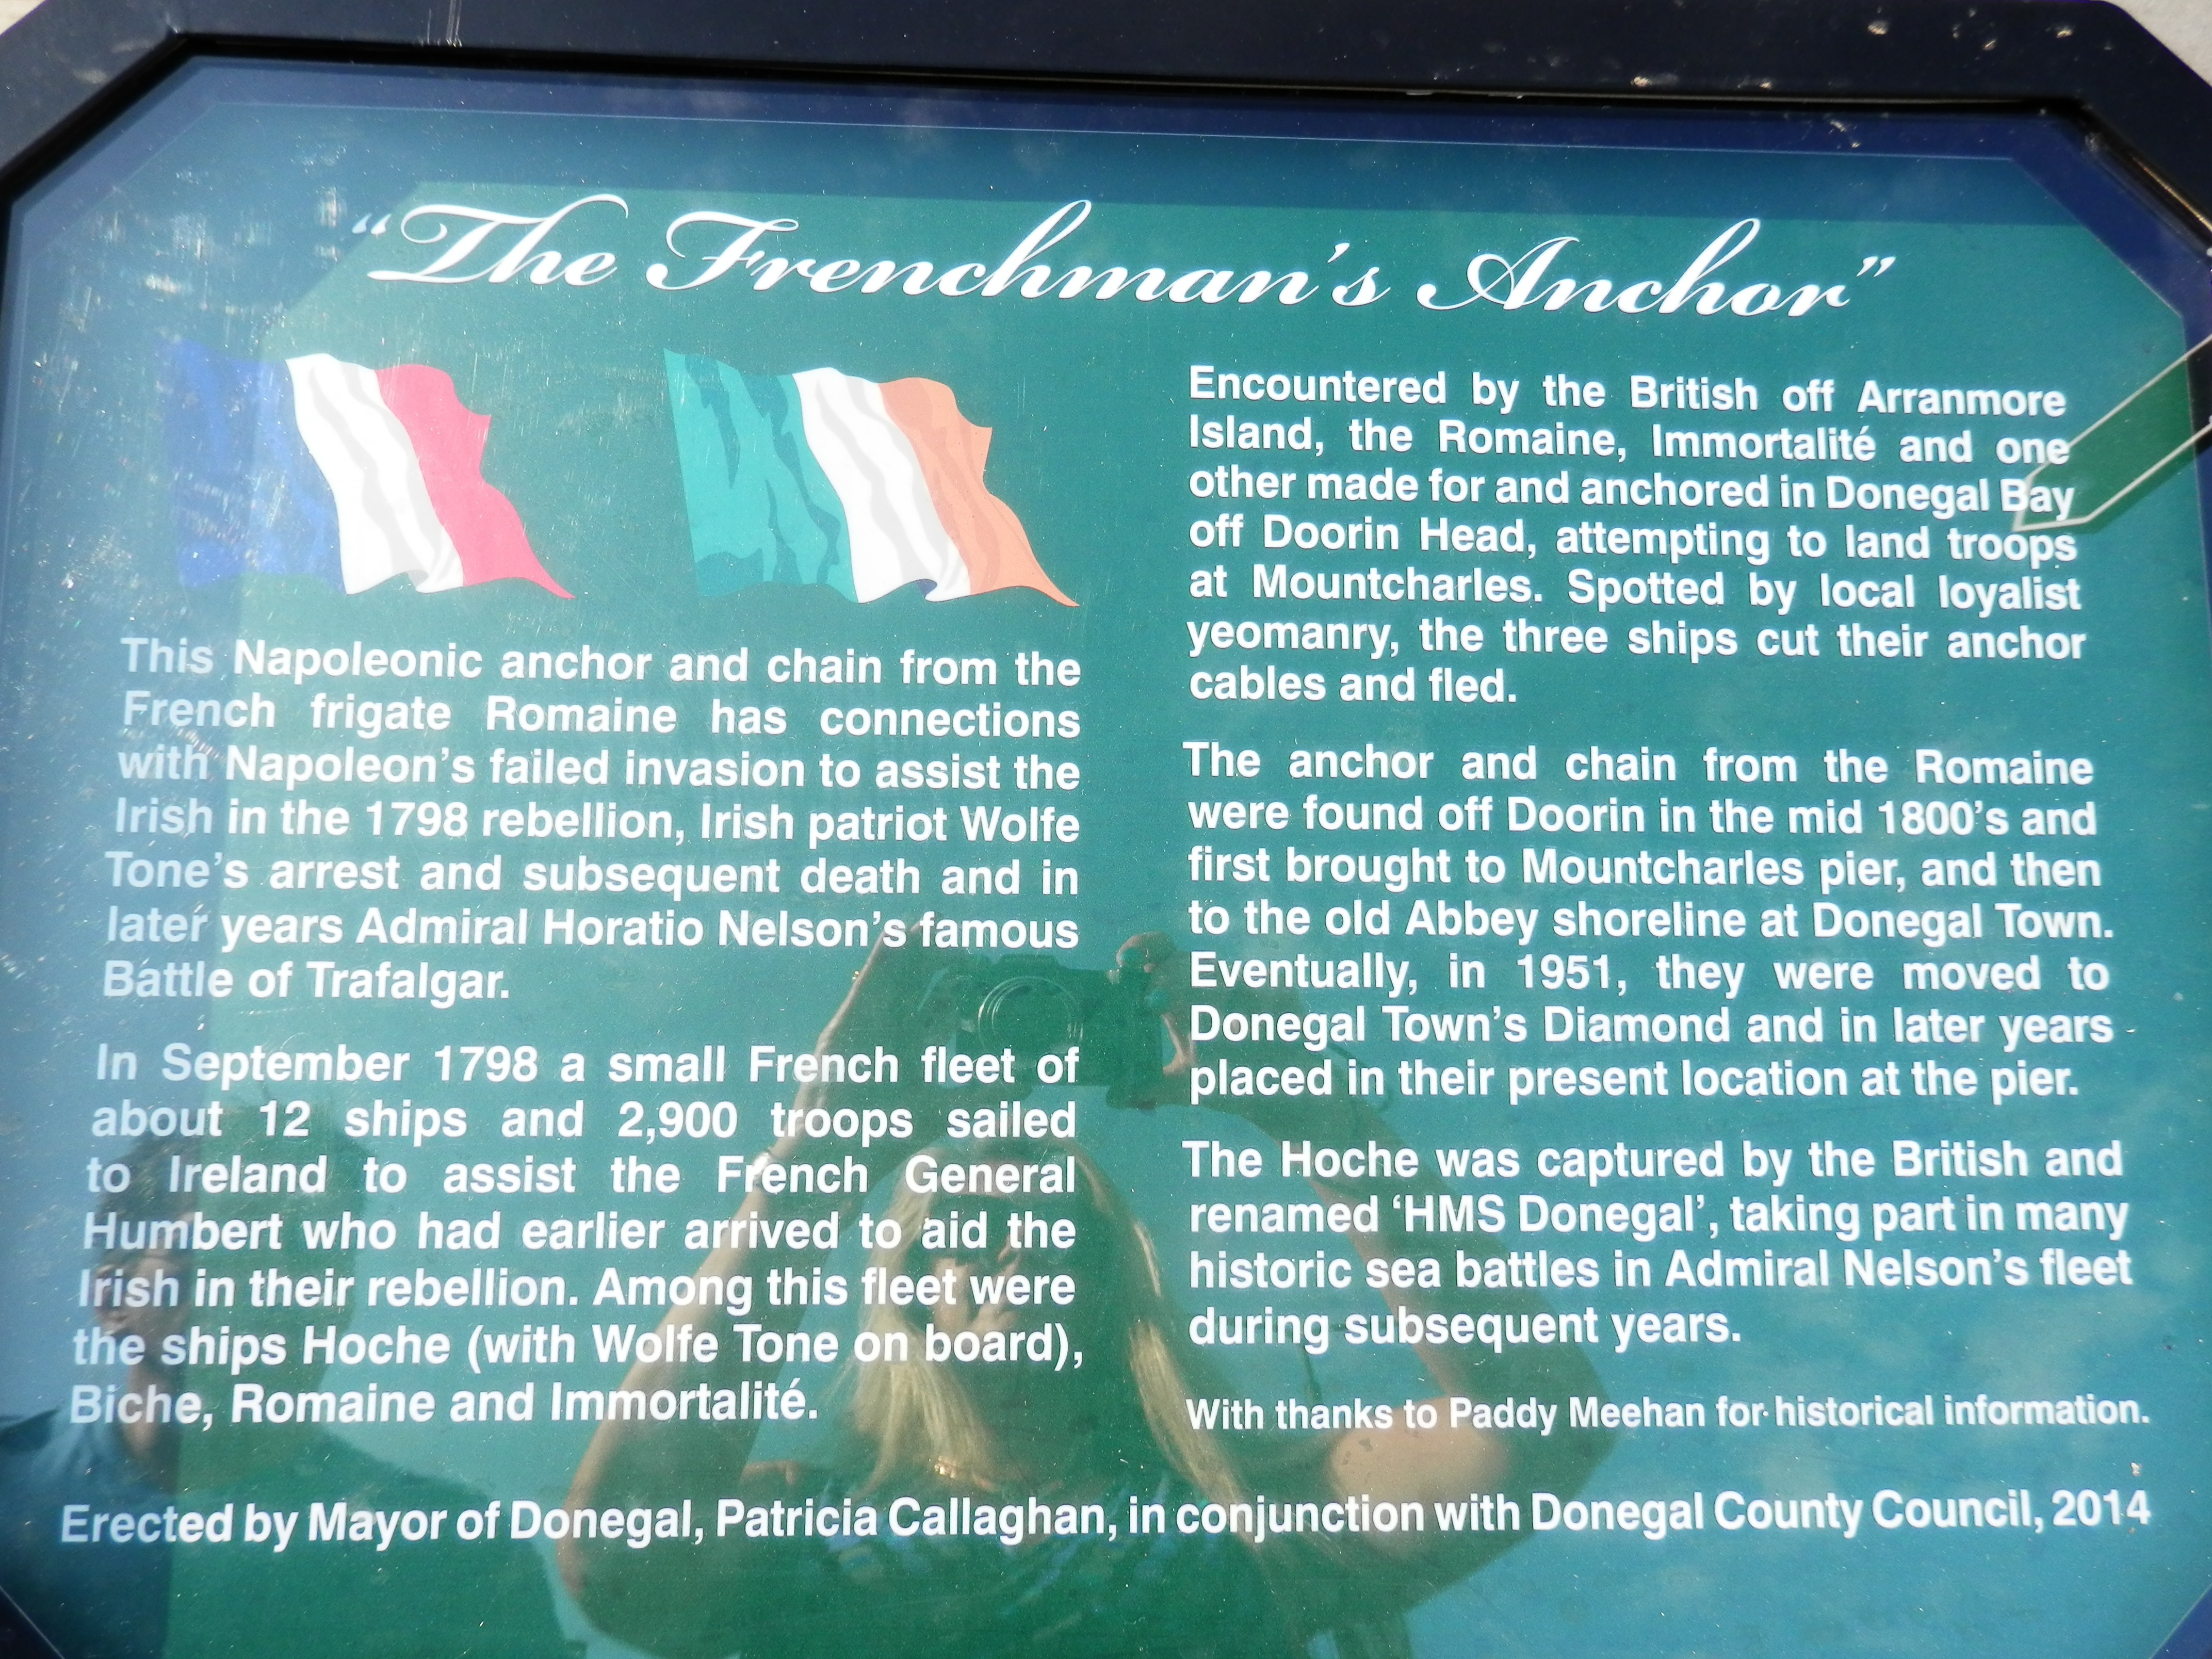 “The Frenchman’s Anchor”
This Napoleonic anchor and chain from the
French frigate Romaine has connections
with Napoleon’s failed invasion to assist the
Irish in the 1798 rebellion, Irish patriot Wolfe
Tone’s arrest and subsequent death and in
later years Admiral Horatio Nelson’s famous
Battle of Trafalgar.
In September 1798 a small French fleet of
about 12 ships and 2,900 troops sailed
to Ireland to assist the French General
Humbert who had earlier arrived to aid the
Irish in their rebellion. Among this fleet were
the ships Hoche (with Wolfe Tone on board),
Biche, Romaine and Immortalité.
Encountered by the British off Arranmore
Island, the Romaine, Immortalité and one
other made for and anchored in Donegal Bay
off Doorin Head, attempting to land troops
at Mountcharles. Spotted by local loyalist
yeomanry, the three ships cut their anchor
cables and fled.
The anchor and chain from the Romaine
were found off Doorin in the mid 1800’s and
first brought to Mountcharles pier, and then
to the old Abbey shoreline at Donegal Town.
Eventually, in 1951, they were moved to
Donegal Town’s Diamond and in later years
placed in their present location at the pier.
The Hoche was captured by the British and
renamed ‘HMS Donegal’, taking part in many
historic sea battles in Admiral Nelson’s fleet
during subsequent years.
With thanks to Paddy Meehan for historical information.
Erected by Mayor of Donegal, Patricia Callaghan, in conjunction with Donegal County Council, 2014